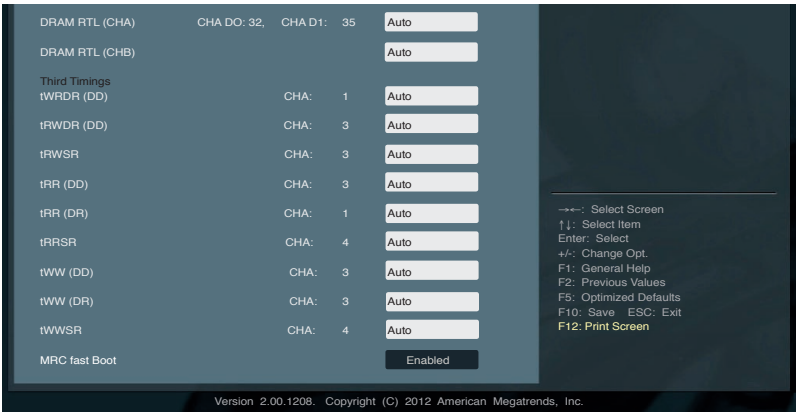 DRAM RTL (CHA) CHA DO: 32, CHA D1: 35 Auto
DRAM RTL (CHB) Auto
Third Timings
tWRDR (DD) CHA: 1 Auto
tRWDR (DD) CHA: 3 Auto
tRWSR CHA: 3 Auto
tRR (DD) CHA: 3 Auto
tRR (DR) CHA: 1 Auto
tRRSR CHA: 4 Auto
tWW (DD) CHA: 3 Auto
tWW (DR) CHA: 3 Auto
tWWSR CHA: 4 Auto
MRC fast Boot Enabled
→←: Select Screen
↑↓: Select Item
Enter: Select
+/-: Change Opt.
F1: General Help
F2: Previous Values
F5: Optimized Defaults
F10: Save ESC: Exit
F12: Print Screen
Version 2.00.1208. Copyright (C) 2012 American Megatrends, Inc.